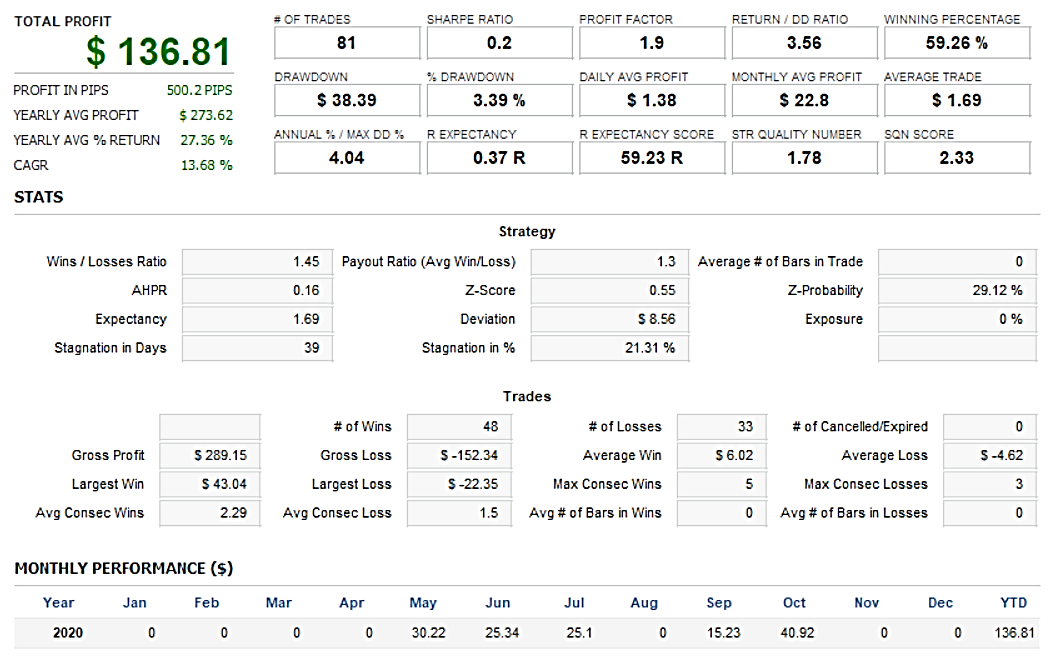 TOTAL PROFIT
$ 136.81
PROFIT IN PIPS 500.2 PIPS
YEARLY AVG PROFIT $ 273.62
YEARLY AVG % RETURN 27.36 %
CAGR 13.68 %
# OF TRADES SHARPE RATIO PROFIT FACTOR RETURN / DD RATIO WINNING PERCENTAGE
81 0.2 1.9 3.56 59.26 %
DRAWDOWN % DRAWDOWN DAILY AVG PROFIT MONTHLY AVG PROFIT AVERAGE TRADE
$ 38.39 3.39 % $ 1.38 $ 22.8 $ 1.69
ANNUAL % / MAX DD % R EXPECTANCY R EXPECTANCY SCORE STR QUALITY NUMBER SQN SCORE
4.04 0.37 R 59.23 R 1.78 2.33
STATS
Strategy
Wins / Losses Ratio 1.45 Payout Ratio (Avg Win/Loss) 1.3 Average # of Bars in Trade 0
AHPR 0.16 Z-Score 0.55 Z-Probability 29.12 %
Expectancy 1.69 Deviation $ 8.56 Exposure 0 %
Stagnation in Days 39 Stagnation in % 21.31 %
Trades
# of Wins 48 # of Losses 33 # of Cancelled/Expired 0
Gross Profit $ 289.15 Gross Loss $ -152.34 Average Win $ 6.02 Average Loss $ -4.62
Largest Win $ 43.04 Largest Loss $ -22.35 Max Consec Wins 5 Max Consec Losses 3
Avg Consec Wins 2.29 Avg Consec Loss 1.5 Avg # of Bars in Wins 0 Avg # of Bars in Losses 0
MONTHLY PERFORMANCE ($)
Year Jan Feb Mar Apr May Jun Jul Aug Sep Oct Nov Dec YTD
2020 0 0 0 0 30.22 25.34 25.1 0 15.23 40.92 0 0 136.81